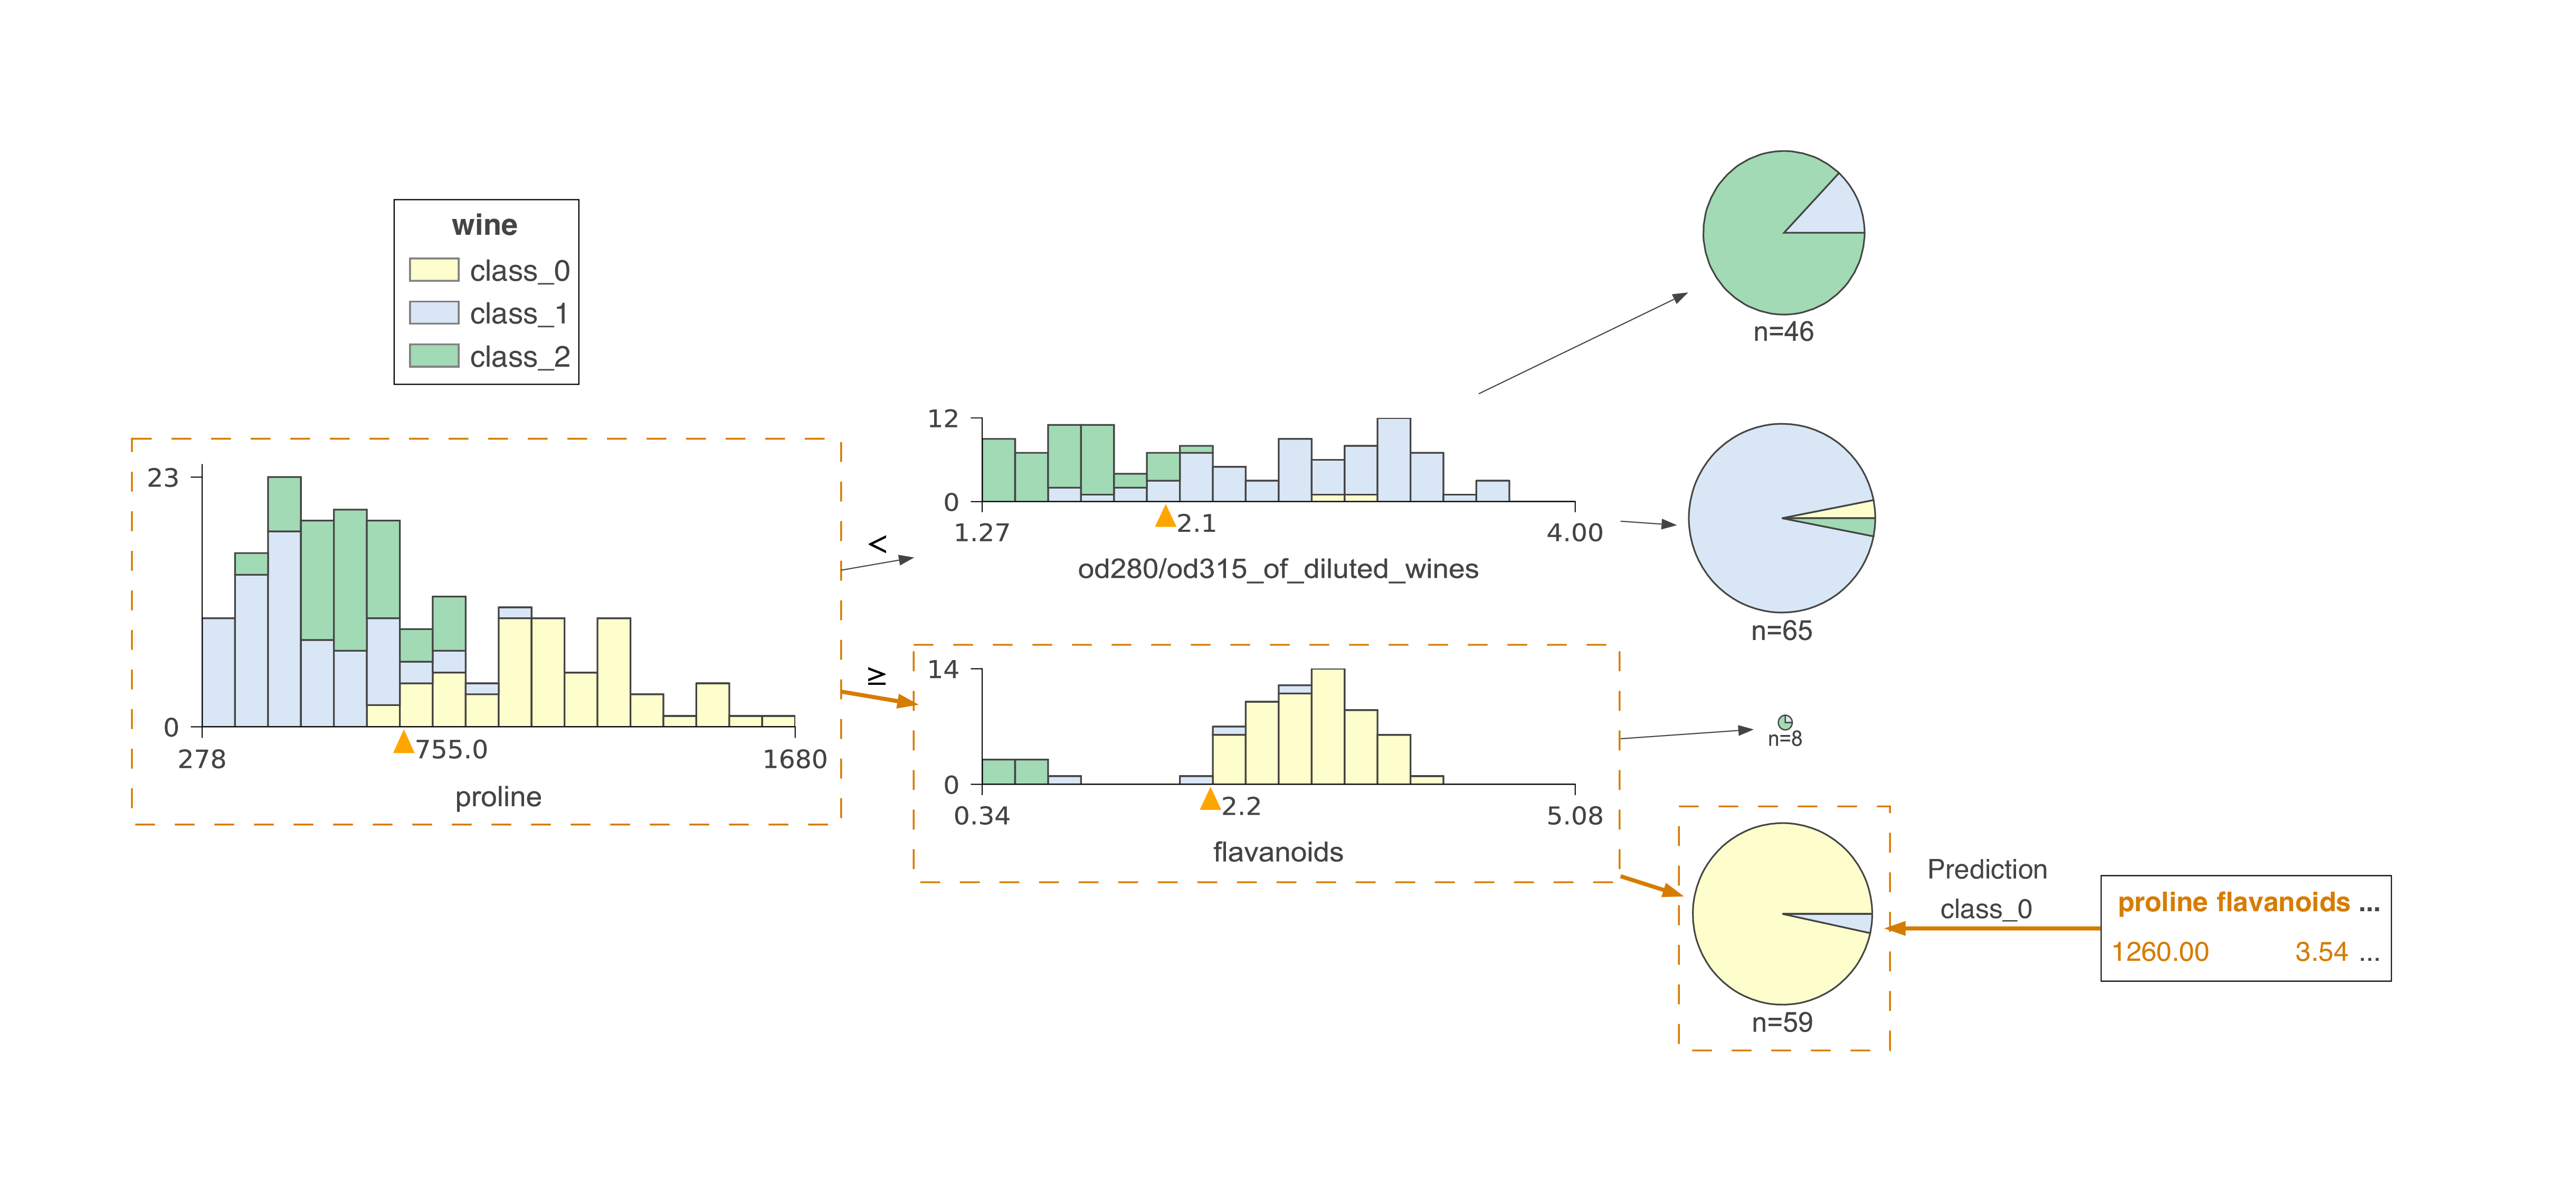 wine
class_0
class_1
class_2
23
0
278
755.0
1680
proline
<
≥
12
0
1.27
2.1
4.00
od280/od315_of_diluted_wines
14
0
0.34
2.2
5.08
flavanoids
n=46
n=65
n=8
n=59
Prediction
class_0
proline flavanoids ...
1260.00 3.54 ...